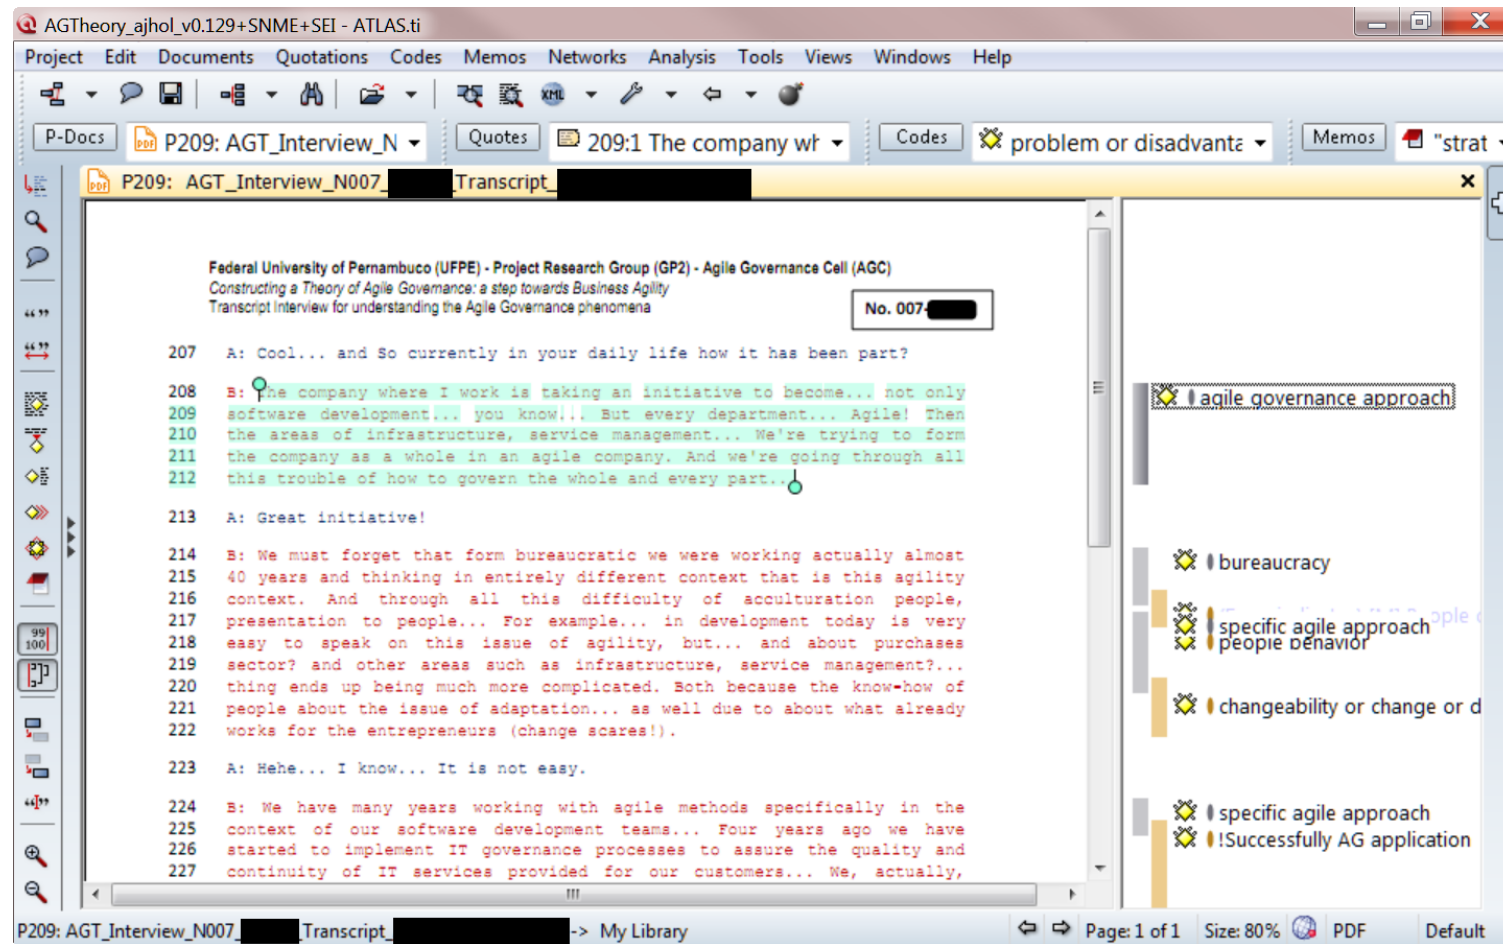 AGTheory_ajhol_v0.129+SNME+SEI - ATLAS.ti
Project Edit Documents Quotations Codes Memos Networks Analysis Tools Views Windows Help
XML
P-Docs PDF P209: AGT_Interview_N Quotes 209:1 The company wh Codes problem or disadvanta Memos "strat
PDF P209: AGT_Interview_N007_ _Transcript_
Federal University of Pernambuco (UFPE) - Project Research Group (GP2) - Agile Governance Cell (AGC)
Constructing a Theory of Agile Governance: a step towards Business Agility
Transcript Interview for understanding the Agile Governance phenomena
No. 007-
207 A: Cool... and So currently in your daily life how it has been part?
208 B: The company where I work is taking an initiative to become... not only
209 software development... you know... But every department... Agile! Then
210 the areas of infrastructure, service management... We're trying to form
211 the company as a whole in an agile company. And we're going through all
212 this trouble of how to govern the whole and every part...
213 A: Great initiative!
214 B: We must forget that form bureaucratic we were working actually almost
215 40 years and thinking in entirely different context that is this agility
216 context. And through all this difficulty of acculturation people,
217 presentation to people... For example... in development today is very
218 easy to speak on this issue of agility, but... and about purchases
219 sector? and other areas such as infrastructure, service management?...
220 thing ends up being much more complicated. Both because the know-how of
221 people about the issue of adaptation... as well due to about what already
222 works for the entrepreneurs (change scares!).
223 A: Hehe... I know... It is not easy.
224 B: We have many years working with agile methods specifically in the
225 context of our software development teams... Four years ago we have
226 started to implement IT governance processes to assure the quality and
227 continuity of IT services provided for our customers... We, actually,
agile governance approach
bureaucracy
specific agile approach
people behavior
changeability or change or d
specific agile approach
!Successfully AG application
99
100
P209: AGT_Interview_N007_ _Transcript_ -> My Library Page: 1 of 1 Size: 80% PDF Default